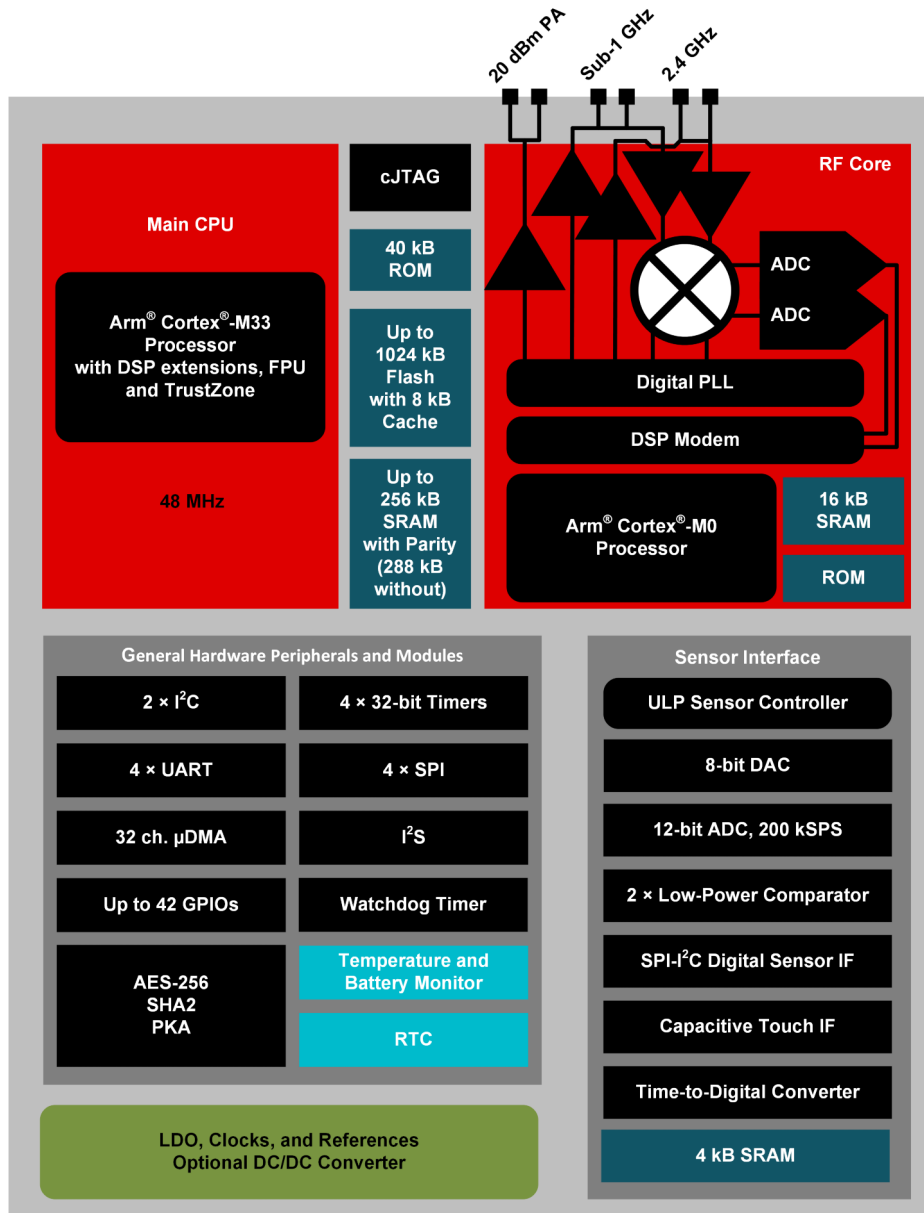 20 dBm PA
Sub-1 GHz
2.4 GHz
Main CPU
Arm® Cortex®-M33
Processor
with DSP extensions, FPU
and TrustZone
48 MHz
cJTAG
40 kB
ROM
Up to
1024 kB
Flash
with 8 kB
Cache
Up to
256 kB
SRAM
with Parity
(288 kB
without)
RF Core
ADC
ADC
Digital PLL
DSP Modem
Arm® Cortex®-M0
Processor
16 kB
SRAM
ROM
General Hardware Peripherals and Modules
2 × I²C
4 × 32-bit Timers
4 × UART
4 × SPI
32 ch. µDMA
I²S
Up to 42 GPIOs
Watchdog Timer
AES-256
SHA2
PKA
Temperature and
Battery Monitor
RTC
LDO, Clocks, and References
Optional DC/DC Converter
Sensor Interface
ULP Sensor Controller
8-bit DAC
12-bit ADC, 200 kSPS
2 × Low-Power Comparator
SPI-I²C Digital Sensor IF
Capacitive Touch IF
Time-to-Digital Converter
4 kB SRAM